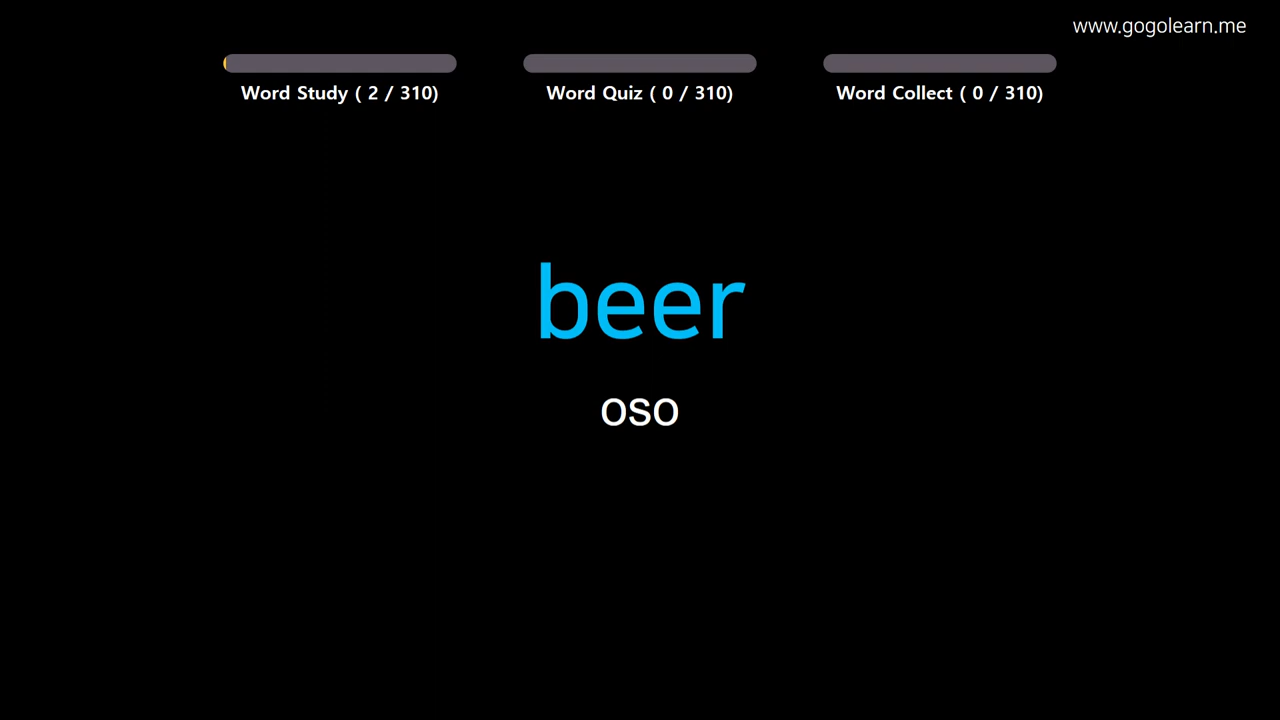 www.gogolearn.me
Word Study ( 2 / 310)
Word Quiz ( 0 / 310)
Word Collect ( 0 / 310)
beer
oso